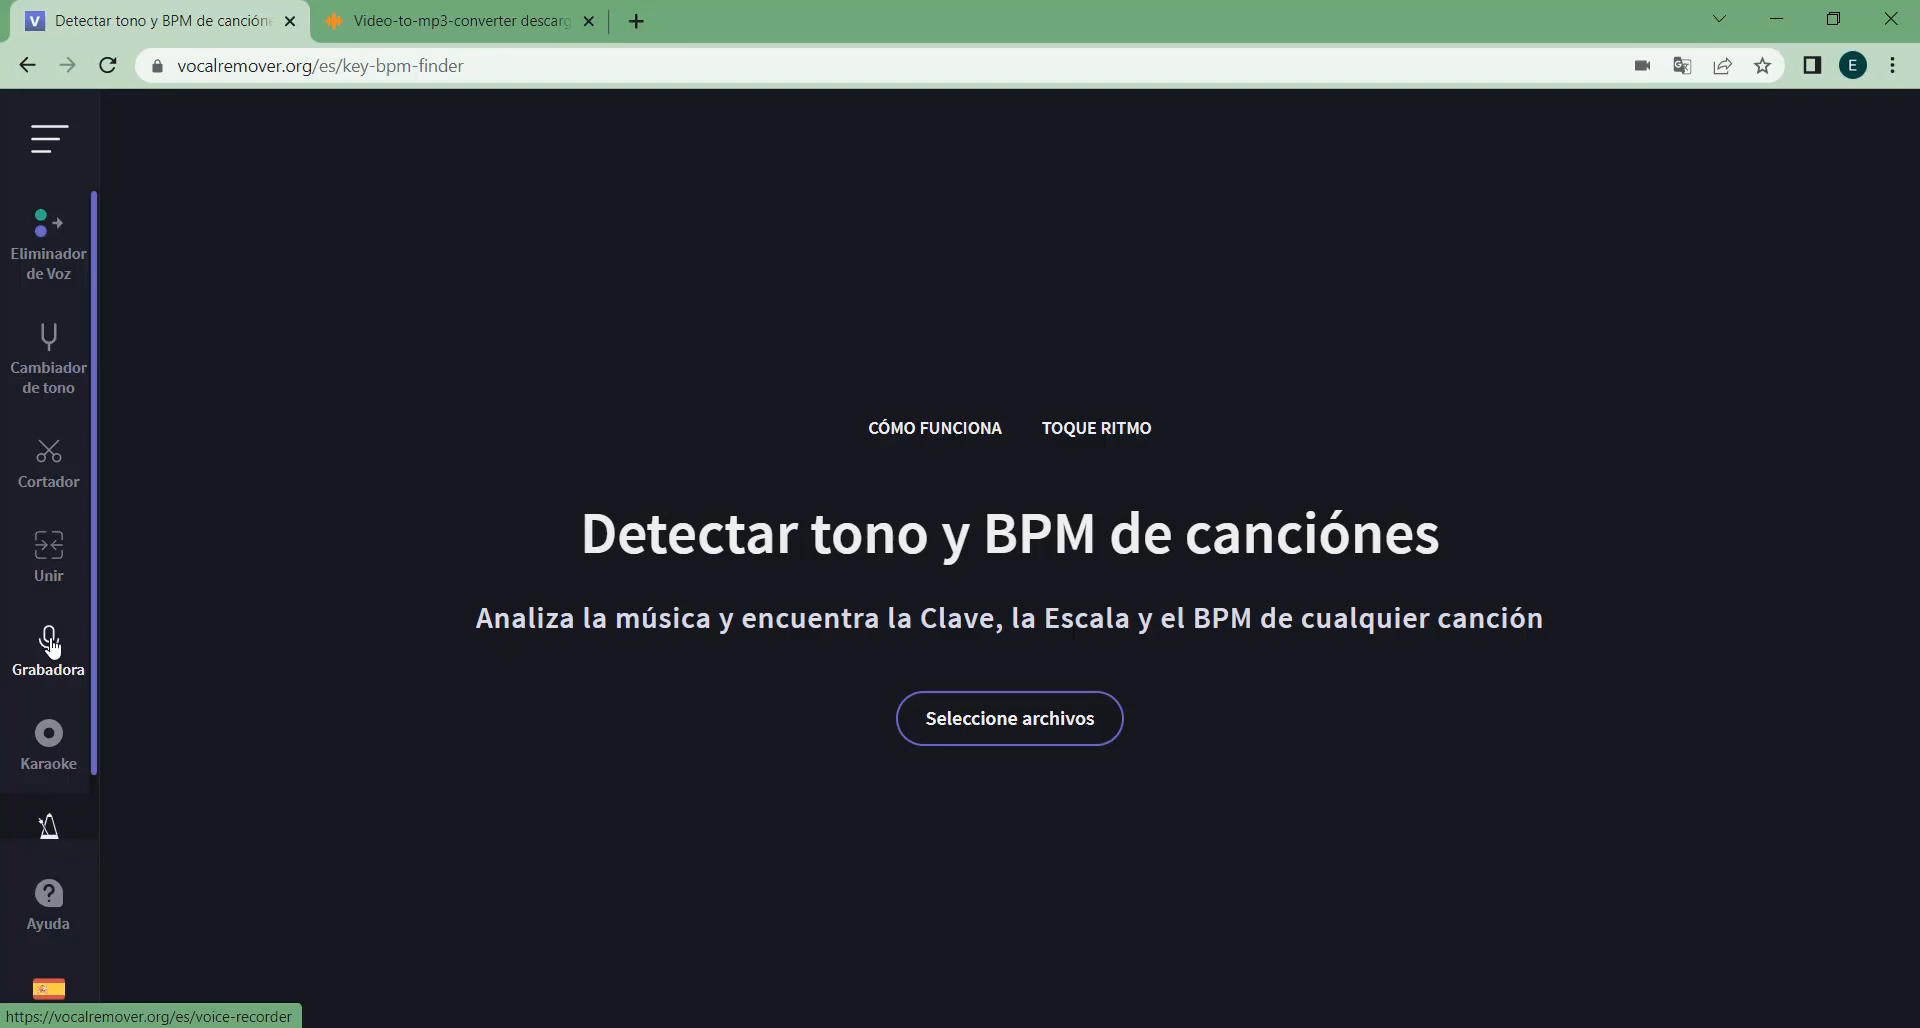 Detectar tono y BPM de canción
Video-to-mp3-converter descarg
vocalremover.org/es/key-bpm-finder
E
Eliminador
de Voz
Cambiador
de tono
Cortador
Unir
Grabadora
Karaoke
Ayuda
CÓMO FUNCIONA
TOQUE RITMO
Detectar tono y BPM de canciónes
Analiza la música y encuentra la Clave, la Escala y el BPM de cualquier canción
Seleccione archivos
https://vocalremover.org/es/voice-recorder